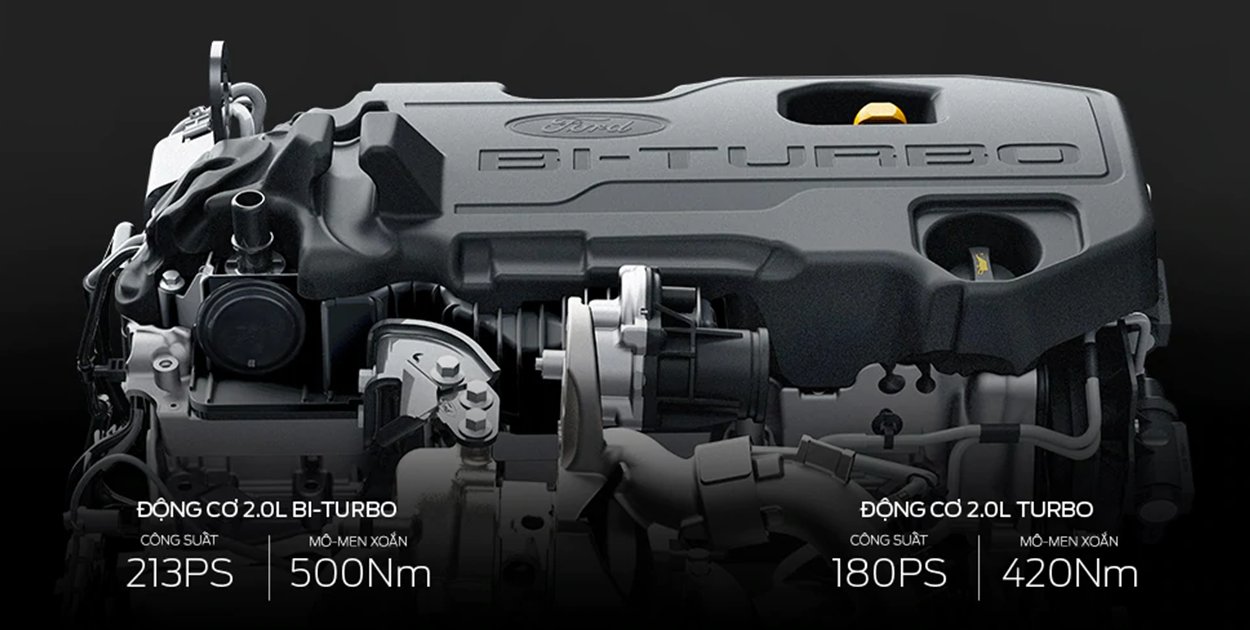 Ford
BI-TURBO
ĐỘNG CƠ 2.0L BI-TURBO
CÔNG SUẤT
MÔ-MEN XOẮN
213PS
500Nm
ĐỘNG CƠ 2.0L TURBO
CÔNG SUẤT
MÔ-MEN XOẮN
180PS
420Nm